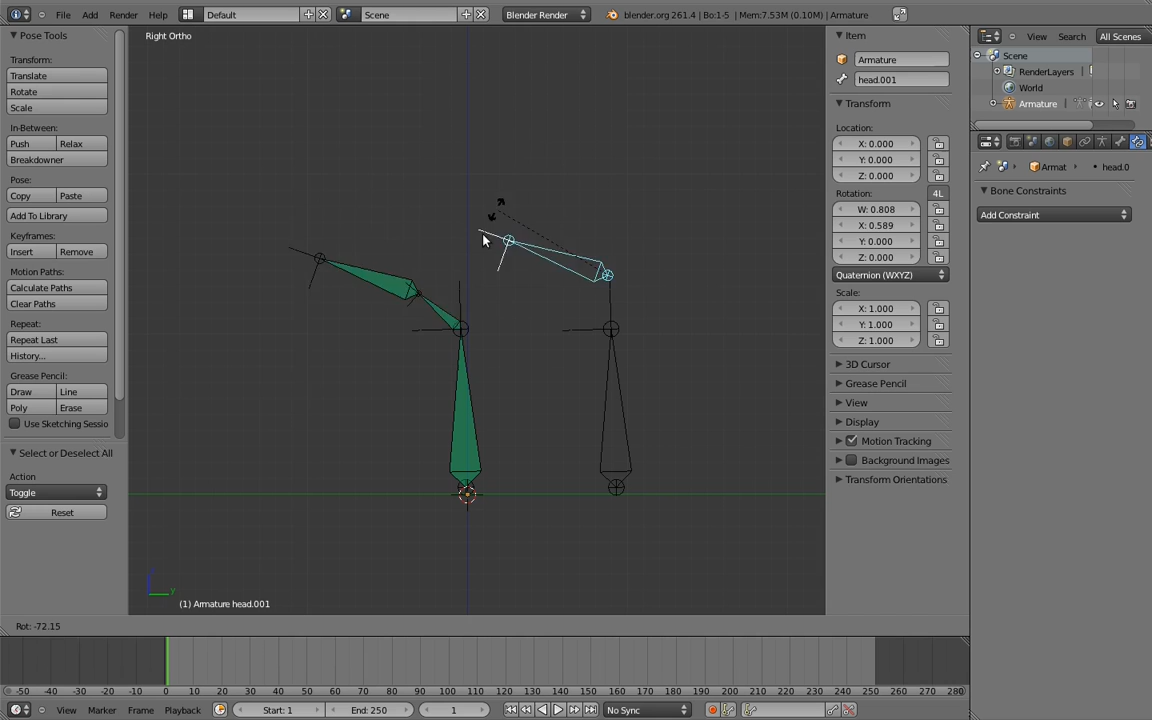 File Add Render Help Default Scene Blender Render blender.org 261.4 | Bo:1-5 | Mem:7.53M (0.10M) | Armature
Pose Tools
Transform:
Translate
Rotate
Scale
In-Between:
Push Relax
Breakdowner
Pose:
Copy Paste
Add To Library
Keyframes:
Insert Remove
Motion Paths:
Calculate Paths
Clear Paths
Repeat:
Repeat Last
History...
Grease Pencil:
Draw Line
Poly Erase
Use Sketching Sessio
Select or Deselect All
Action
Toggle
Reset
Right Ortho
y
(1) Armature head.001
Item
Armature
head.001
Transform
Location:
X: 0.000
Y: 0.000
Z: 0.000
Rotation:
4L
W: 0.808
X: 0.589
Y: 0.000
Z: 0.000
Quaternion (WXYZ)
Scale:
X: 1.000
Y: 1.000
Z: 1.000
3D Cursor
Grease Pencil
View
Display
Motion Tracking
Background Images
Transform Orientations
View Search All Scenes
Scene
RenderLayers
World
Armature
Armat head.0
Bone Constraints
Add Constraint
Rot: -72.15
-50 -40 -30 -20 -10 0 10 20 30 40 50 60 70 80 90 100 110 120 130 140 150 160 170 180 190 200 210 220 230 240 250 260 270 280
View Marker Frame Playback Start: 1 End: 250 1 No Sync